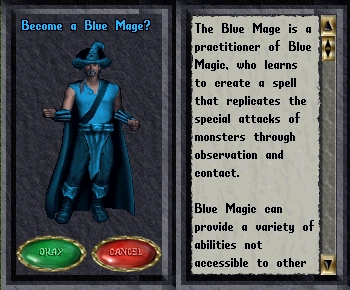 Become a Blue Mage?
OKAY
CANCEL
The Blue Mage is a
practitioner of Blue
Magic, who learns
to create a spell
that replicates the
special attacks of
monsters through
observation and
contact.
Blue Magic can
provide a variety of
abilities not
accessible to other